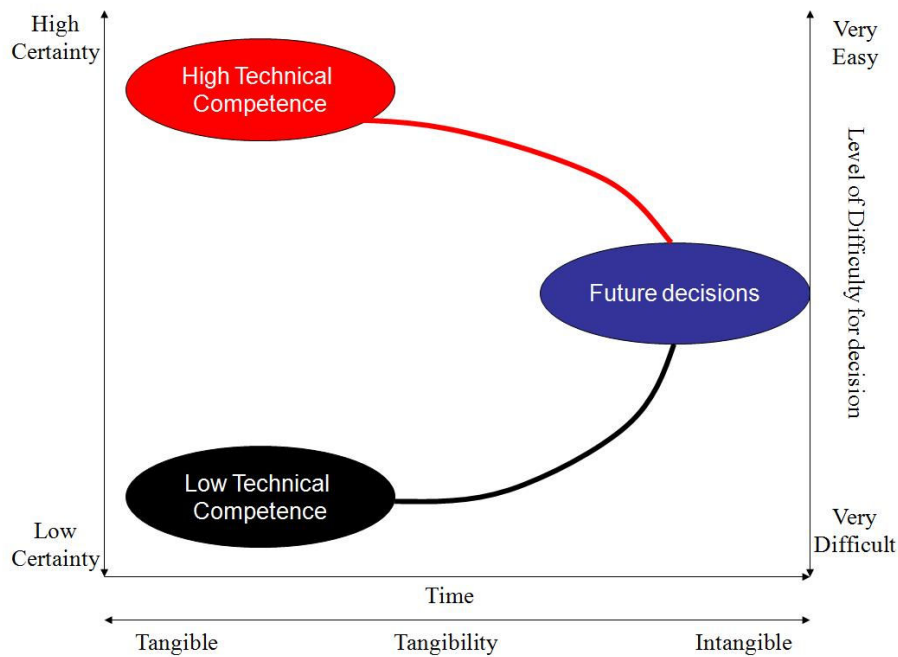 High
Certainty
Very
Easy
High Technical
Competence
Level of Difficulty for decision
Future decisions
Low Technical
Competence
Low
Certainty
Very
Difficult
Time
Tangible
Tangibility
Intangible